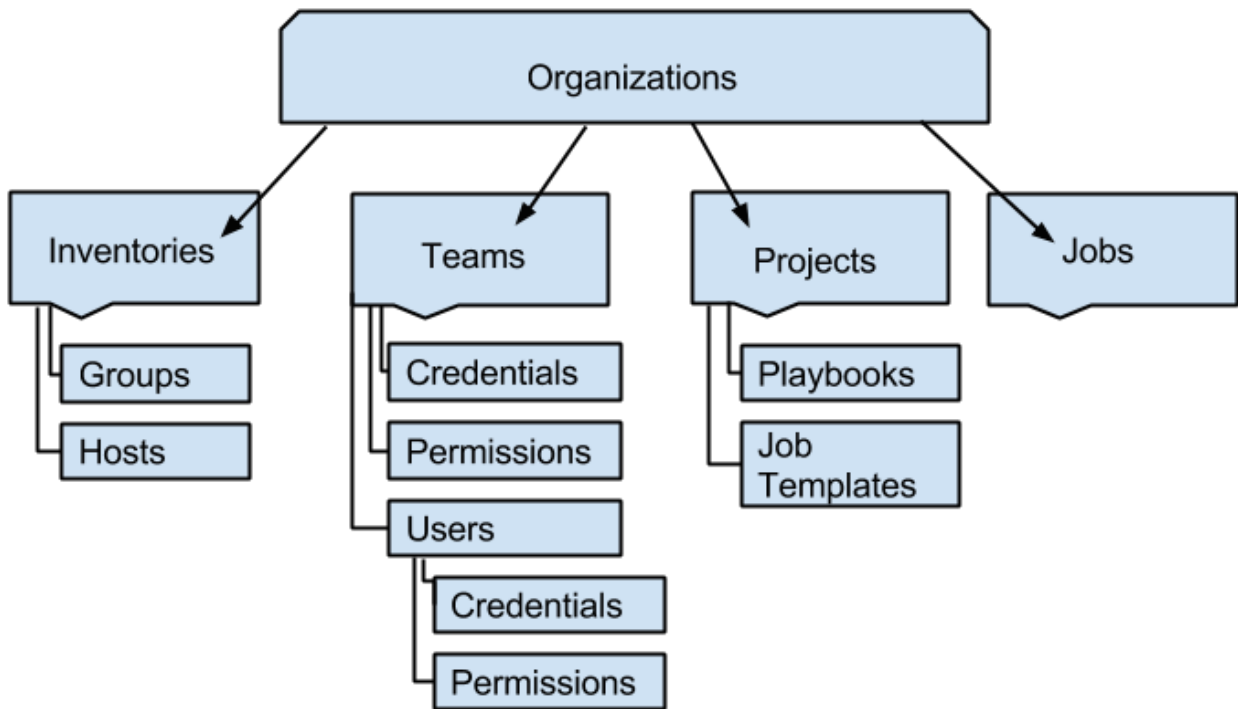 Organizations
Inventories
Teams
Projects
Jobs
Groups
Hosts
Credentials
Permissions
Users
Credentials
Permissions
Playbooks
Job
Templates